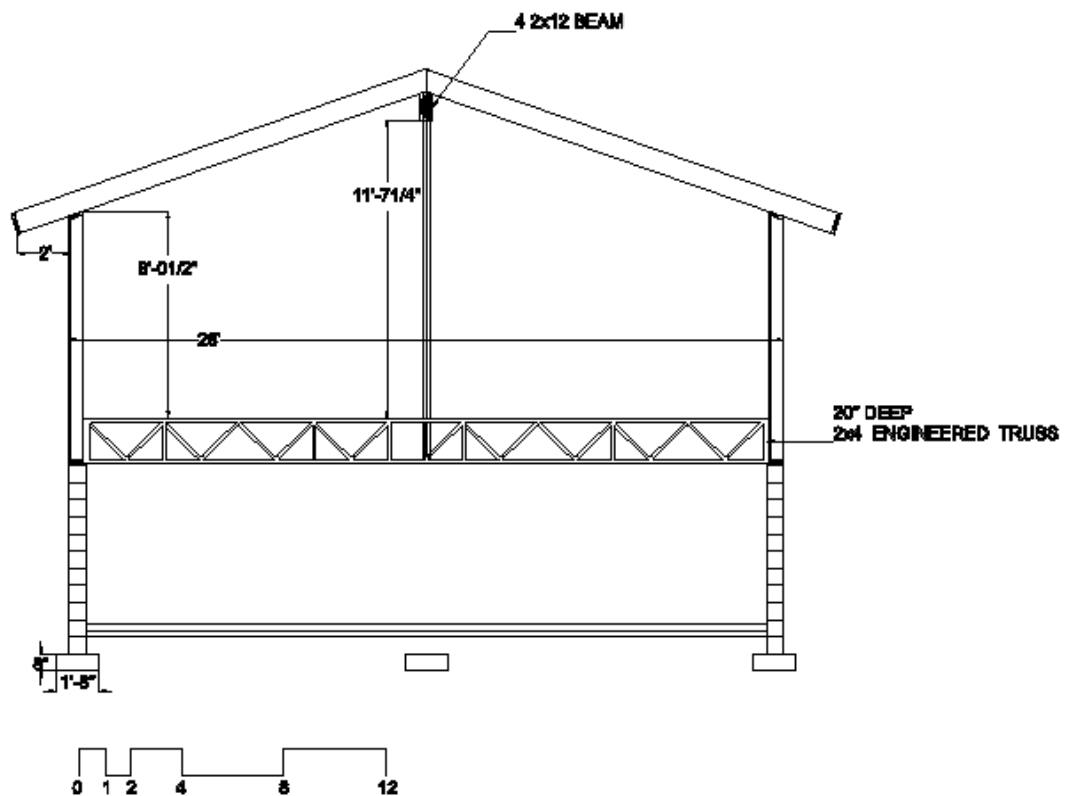 4 2x12 BEAM
11'-71/4"
2'
8'-01/2"
28'
20" DEEP
2x4 ENGINEERED TRUSS
8"
1'-8"
0 1 2 4 8 12